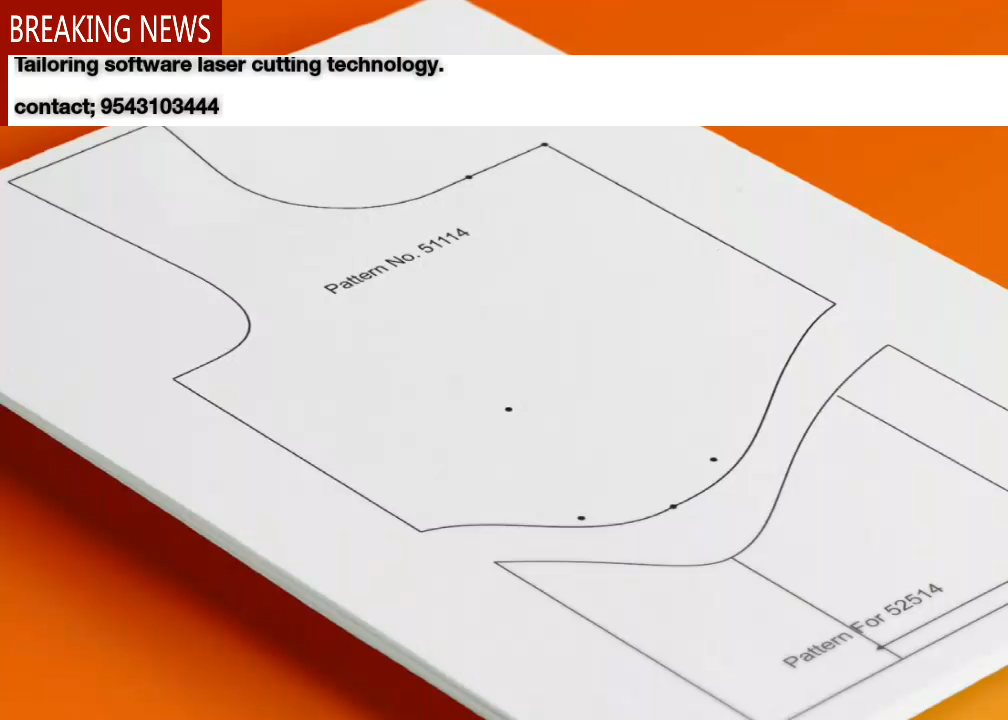 BREAKING NEWS
Tailoring software laser cutting technology.
contact; 9543103444
Pattern No. 51114
Pattern For 52514